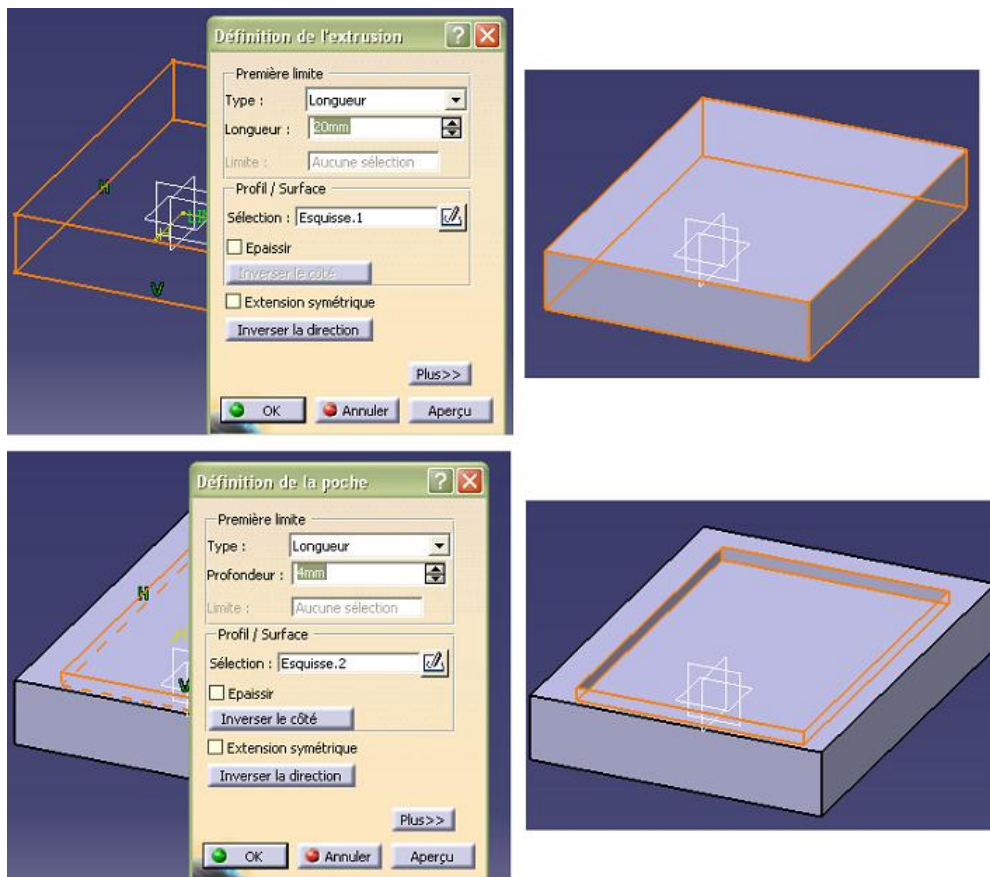 Définition de l'extrusion
Première limite
Type : Longueur
Longueur : 20mm
Limite : Aucune sélection
Profil / Surface
Sélection : Esquisse.1
Epaissir
Inverser le côté
Extension symétrique
Inverser la direction
Plus>>
OK Annuler Aperçu
H
V
Définition de la poche
Première limite
Type : Longueur
Profondeur : 4mm
Limite : Aucune sélection
Profil / Surface
Sélection : Esquisse.2
Epaissir
Inverser le côté
Extension symétrique
Inverser la direction
Plus>>
OK Annuler Aperçu
H
V